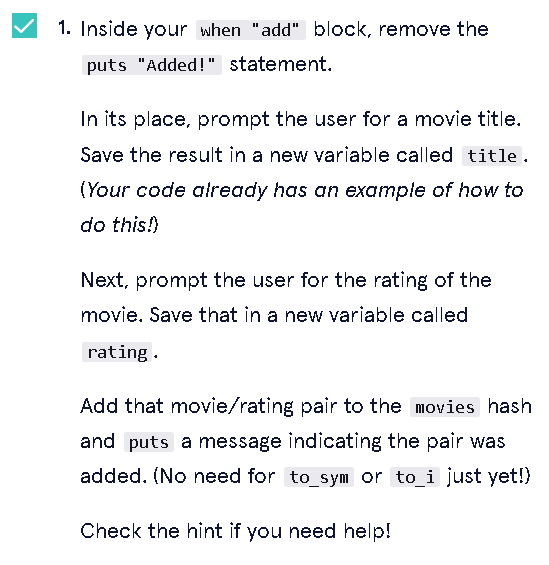 1. Inside your when "add" block, remove the
puts "Added!" statement.
In its place, prompt the user for a movie title.
Save the result in a new variable called title.
(Your code already has an example of how to
do this!)
Next, prompt the user for the rating of the
movie. Save that in a new variable called
rating.
Add that movie/rating pair to the movies hash
and puts a message indicating the pair was
added. (No need for to_sym or to_i just yet!)
Check the hint if you need help!